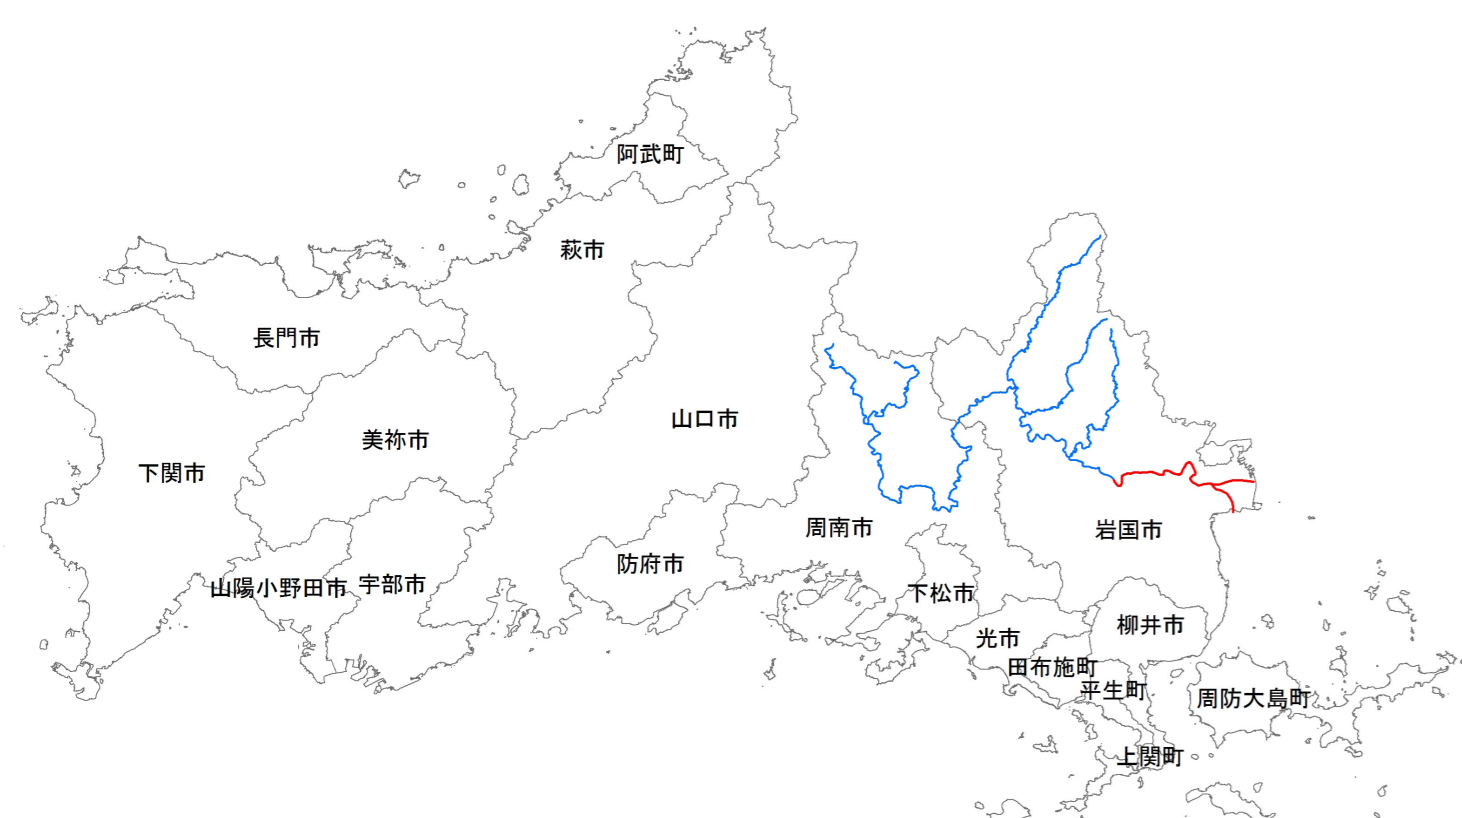 阿武町
萩市
長門市
山口市
美祢市
下関市
周南市
岩国市
防府市
山陽小野田市
宇部市
下松市
柳井市
光市
田布施町
平生町
周防大島町
上関町